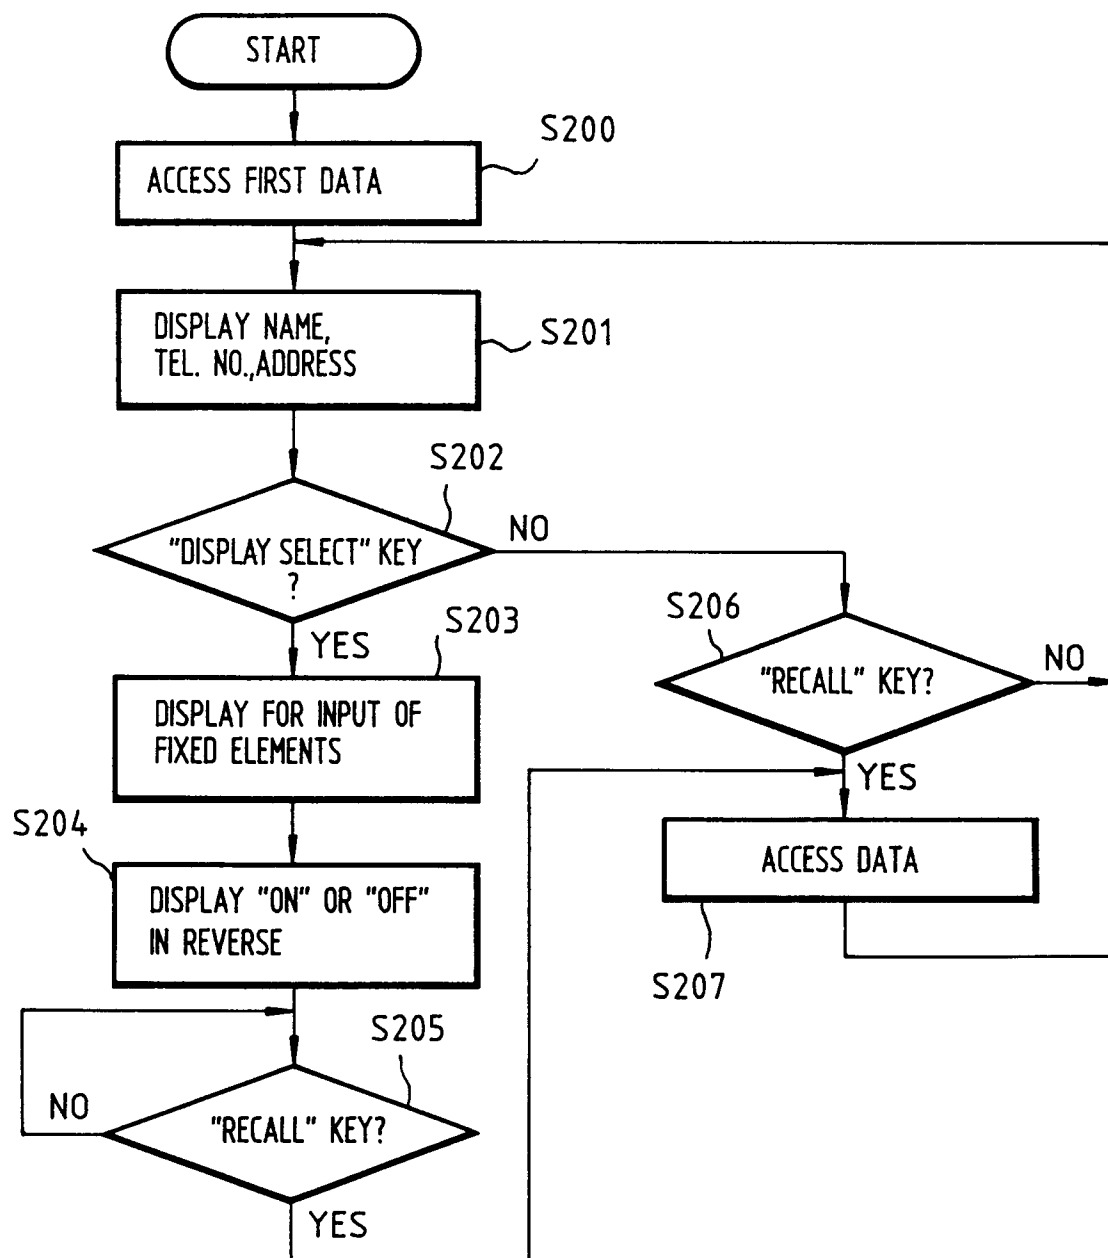 START
S200
ACCESS FIRST DATA
S201
DISPLAY NAME,
TEL. NO.,ADDRESS
S202
"DISPLAY SELECT" KEY
?
NO
YES
S203
DISPLAY FOR INPUT OF
FIXED ELEMENTS
S206
"RECALL" KEY?
NO
YES
S204
DISPLAY "ON" OR "OFF"
IN REVERSE
ACCESS DATA
S207
S205
"RECALL" KEY?
NO
YES